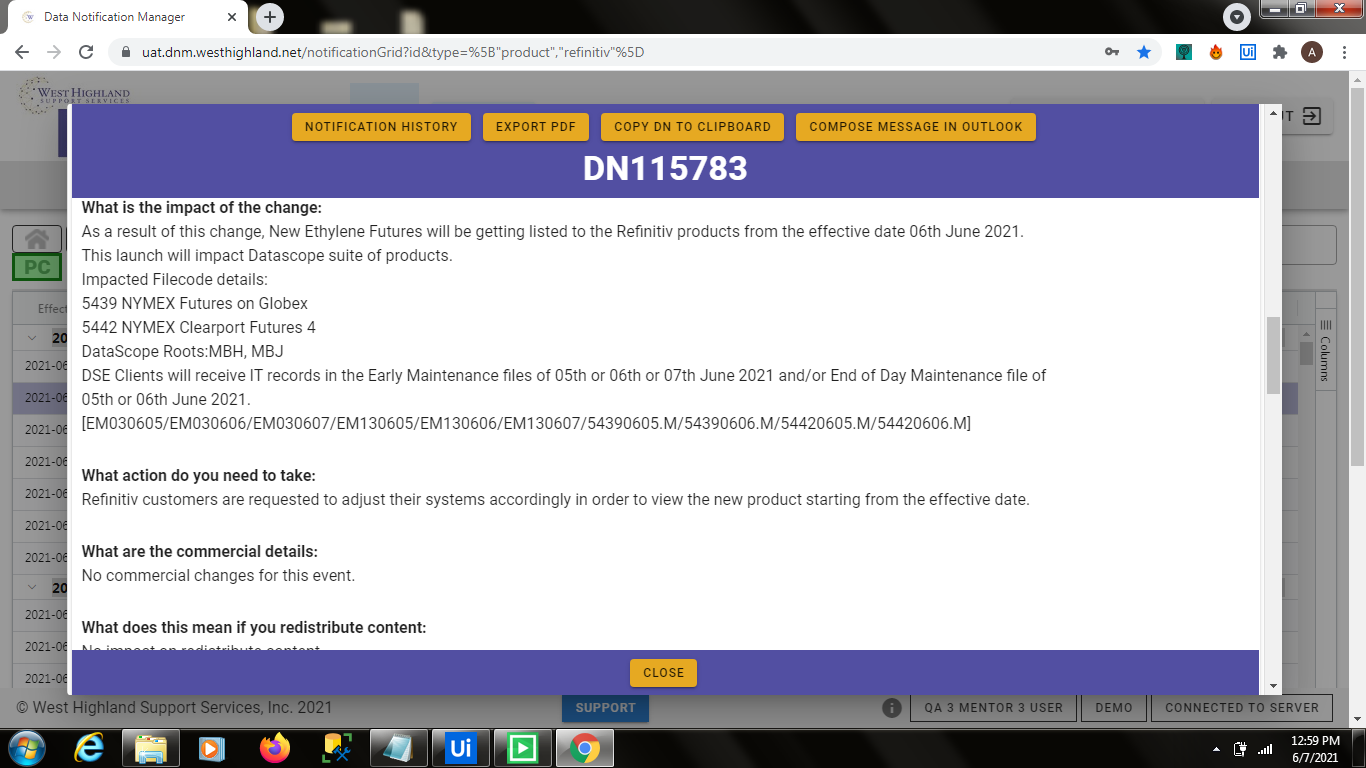 Data Notification Manager
uat.dnm.westhighland.net/notificationGrid?id&type=%5B"product","refinitiv"%5D
A
WEST HIGHLAND
SUPPORT SERVICES
NOTIFICATION HISTORY
EXPORT PDF
COPY DN TO CLIPBOARD
COMPOSE MESSAGE IN OUTLOOK
DN115783
PC
What is the impact of the change:
As a result of this change, New Ethylene Futures will be getting listed to the Refinitiv products from the effective date 06th June 2021.
This launch will impact Datascope suite of products.
Impacted Filecode details:
5439 NYMEX Futures on Globex
5442 NYMEX Clearport Futures 4
DataScope Roots:MBH, MBJ
DSE Clients will receive IT records in the Early Maintenance files of 05th or 06th or 07th June 2021 and/or End of Day Maintenance file of
05th or 06th June 2021.
[EM030605/EM030606/EM030607/EM130605/EM130606/EM130607/54390605.M/54390606.M/54420605.M/54420606.M]
What action do you need to take:
Refinitiv customers are requested to adjust their systems accordingly in order to view the new product starting from the effective date.
What are the commercial details:
No commercial changes for this event.
What does this mean if you redistribute content:
No impact on redistribute content
Effect
20
2021-06
2021-06
2021-06
2021-06
2021-06
2021-06
2021-06
20
2021-06
2021-06
2021-06
Columns
CLOSE
© West Highland Support Services, Inc. 2021
SUPPORT
QA 3 MENTOR 3 USER
DEMO
CONNECTED TO SERVER
Ui
12:59 PM
6/7/2021